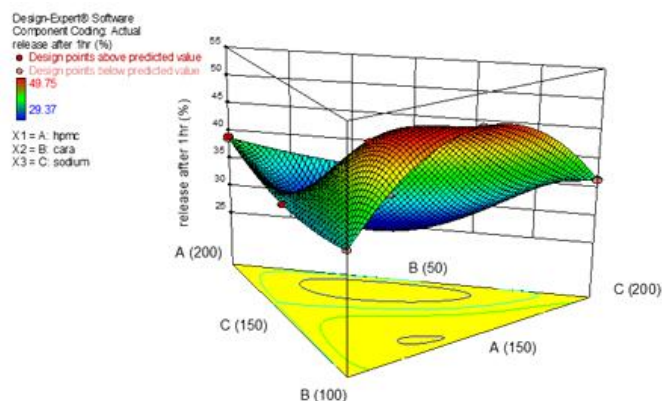 Design-Expert® Software
Component Coding: Actual
release after 1hr (%)
Design points above predicted value
Design points below predicted value
49.75
29.37
X1 = A: hpmc
X2 = B: cara
X3 = C: sodium
release after 1hr (%)
55
50
45
40
35
30
25
A (200)
B (50)
C (200)
C (150)
A (150)
B (100)